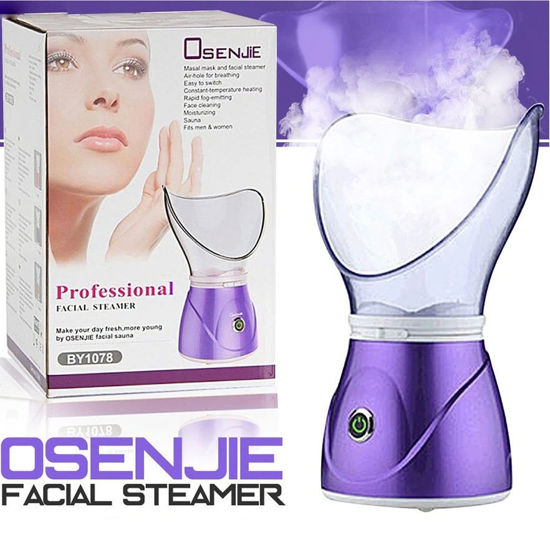 OSENJIE
Masal mask and facial steamer
Air-hole for breathing
Easy to switch
Constant-temperature heating
Rapid fog-emitting
Face cleaning
Moisturizing
Sauna
Fits men & women
Professional
FACIAL STEAMER
Make your day fresh,more young
by OSENJIE facial sauna
BY1078
OSENJIE
FACIAL STEAMER